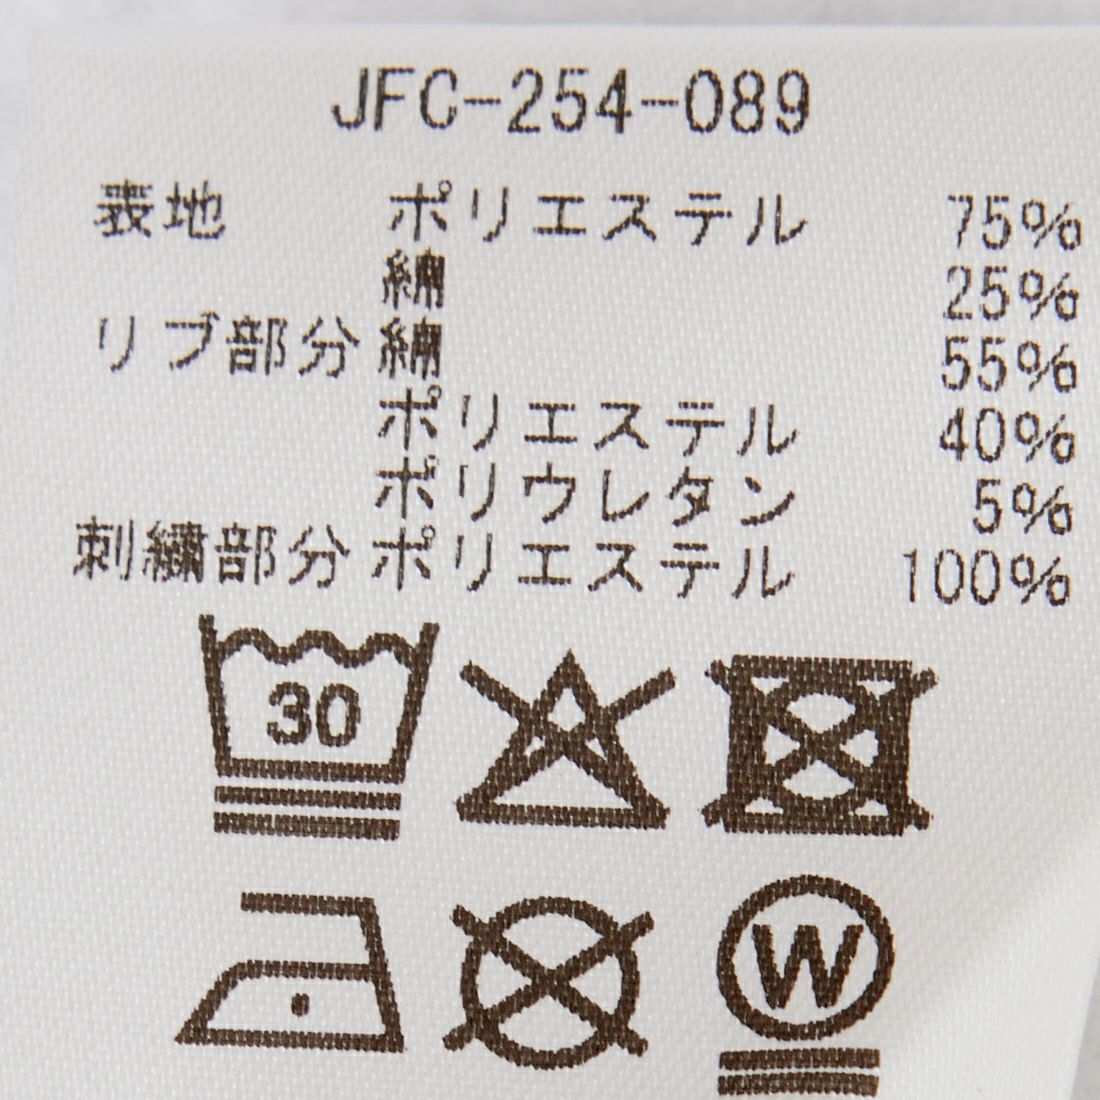 JFC-254-089
表地 ポリエステル 75%
綿 25%
リブ部分 綿 55%
ポリエステル 40%
ポリウレタン 5%
刺繍部分 ポリエステル 100%
30
W